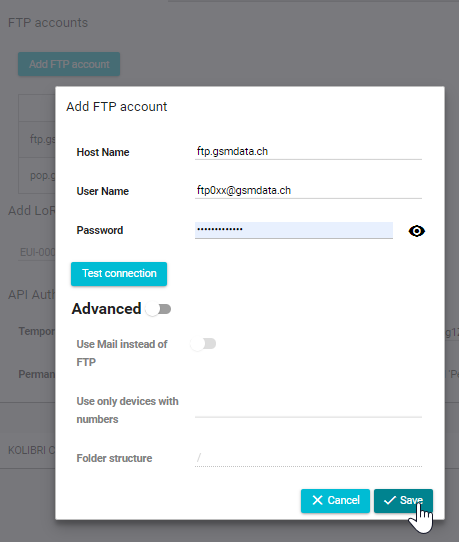 FTP accounts
Add FTP account
ftp.gs
pop.g
Add LoR
EUI-000
API Auth
Tempor
Perman
KOLIBRI C
Add FTP account
Host Name
ftp.gsmdata.ch
User Name
ftp0xx@gsmdata.ch
Password
•••••••••••••
Test connection
Advanced
Use Mail instead of
FTP
Use only devices with
numbers
Folder structure
/
Cancel
Save